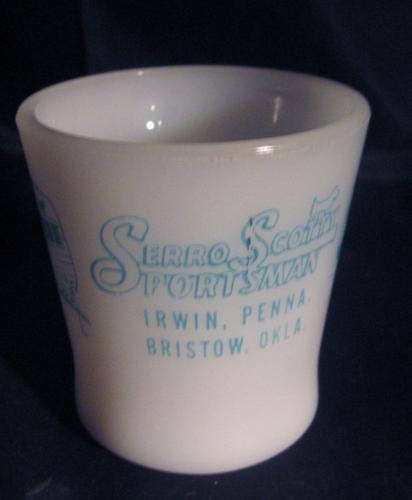 SERRO SCOTTY
SPORTSMAN
IRWIN, PENNA.
BRISTOW, OKLA.